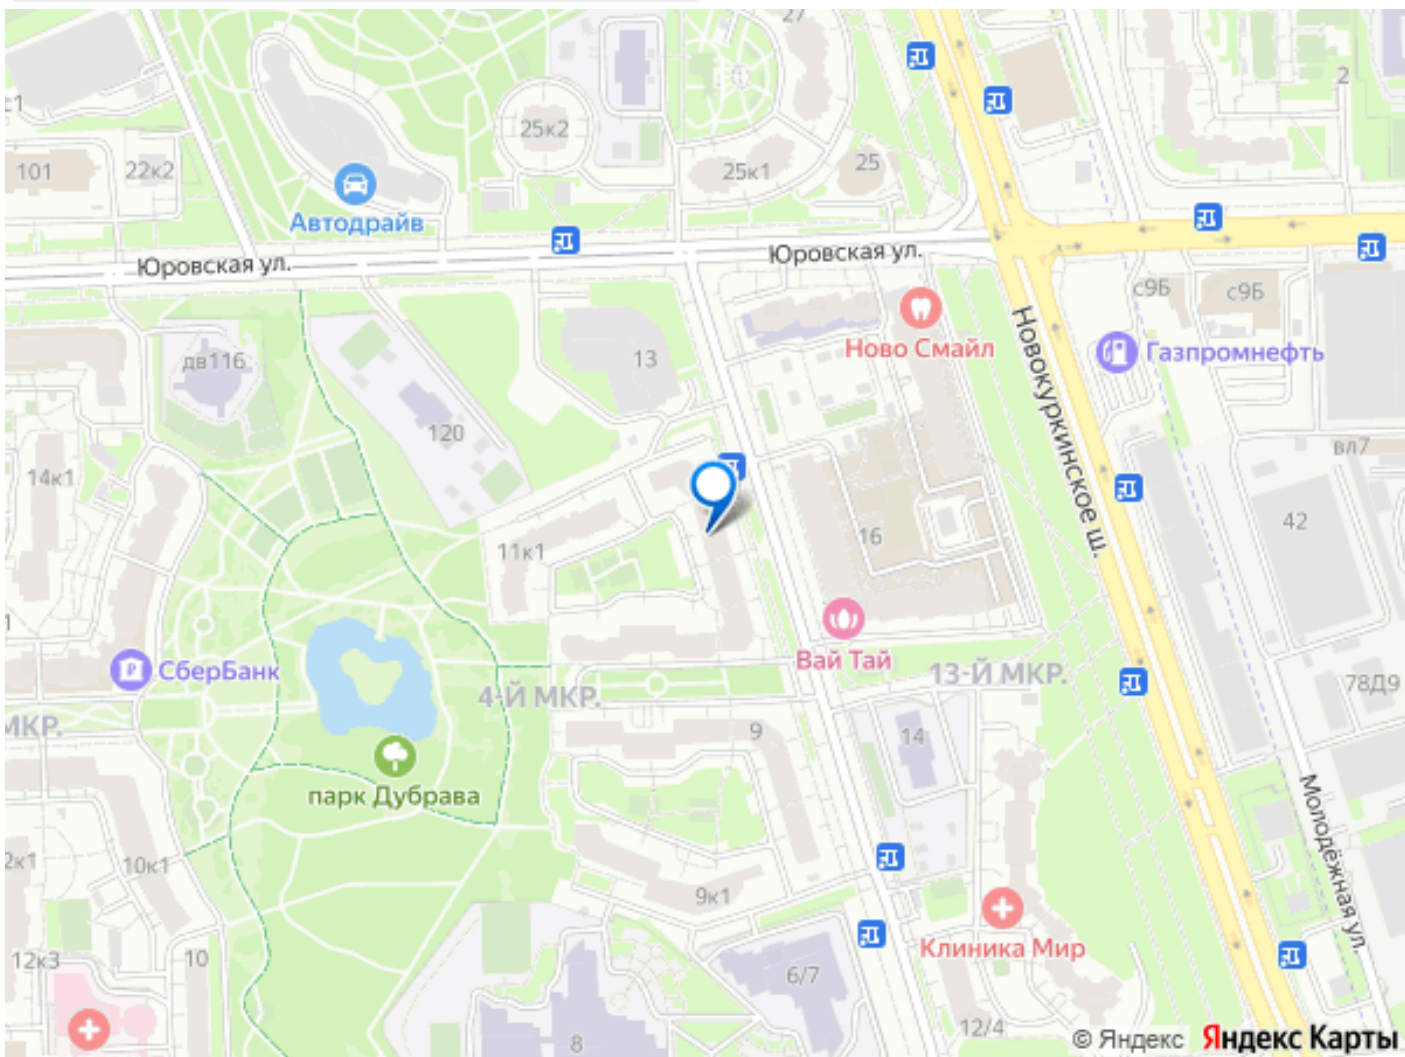 27
2
с1
25к2
101
22к2
25к1
25
Автодрайв
Юровская ул.
Юровская ул.
с9Б
с9Б
Новокуркинское ш.
дв116
13
Ново Смайл
Газпромнефть
120
вл7
14к1
42
11к1
16
1
СберБанк
Вай Тай
4-Й МКР.
13-Й МКР.
78Д9
МКР.
9
14
парк Дубрава
Молодёжная ул.
2к1
10к1
9к1
Клиника Мир
12к3
10
6/7
12/4
8
© Яндекс Яндекс Карты